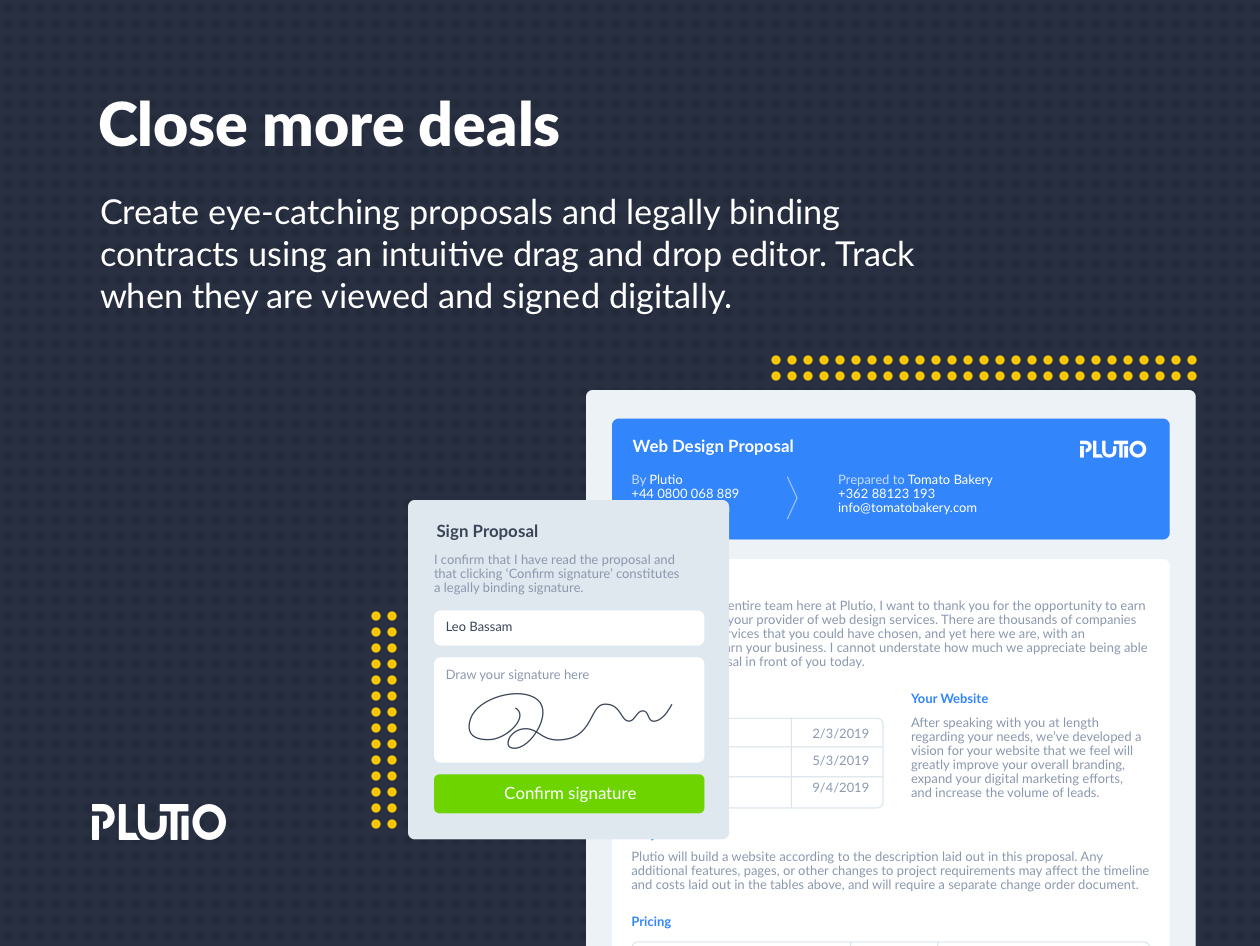 Close more deals
Create eye-catching proposals and legally binding
contracts using an intuitive drag and drop editor. Track
when they are viewed and signed digitally.
Web Design Proposal
PLUTIO
By Plutio
+44 0800 068 889
Prepared to Tomato Bakery
+362 88123 193
info@tomatobakery.com
Sign Proposal
I confirm that I have read the proposal and
that clicking ‘Confirm signature’ constitutes
a legally binding signature.
Leo Bassam
Draw your signature here
Confirm signature
entire team here at Plutio, I want to thank you for the opportunity to earn
your provider of web design services. There are thousands of companies
that you could have chosen, and yet here we are, with an
your business. I cannot understate how much we appreciate being able
in front of you today.
2/3/2019
5/3/2019
9/4/2019
Your Website
After speaking with you at length
regarding your needs, we’ve developed a
vision for your website that we feel will
greatly improve your overall branding,
expand your digital marketing efforts,
and increase the volume of leads.
Plutio will build a website according to the description laid out in this proposal. Any
additional features, pages, or other changes to project requirements may affect the timeline
and costs laid out in the tables above, and will require a separate change order document.
Pricing
PLUTIO